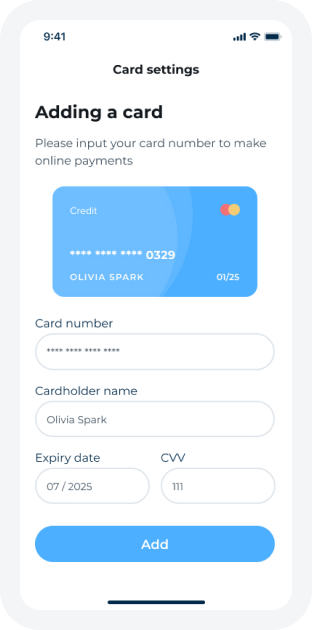 9:41
Card settings
Adding a card
Please input your card number to make
online payments
Credit
**** **** **** 0329
OLIVIA SPARK 01/25
Card number
**** **** **** ****
Cardholder name
Olivia Spark
Expiry date CVV
07 / 2025 111
Add